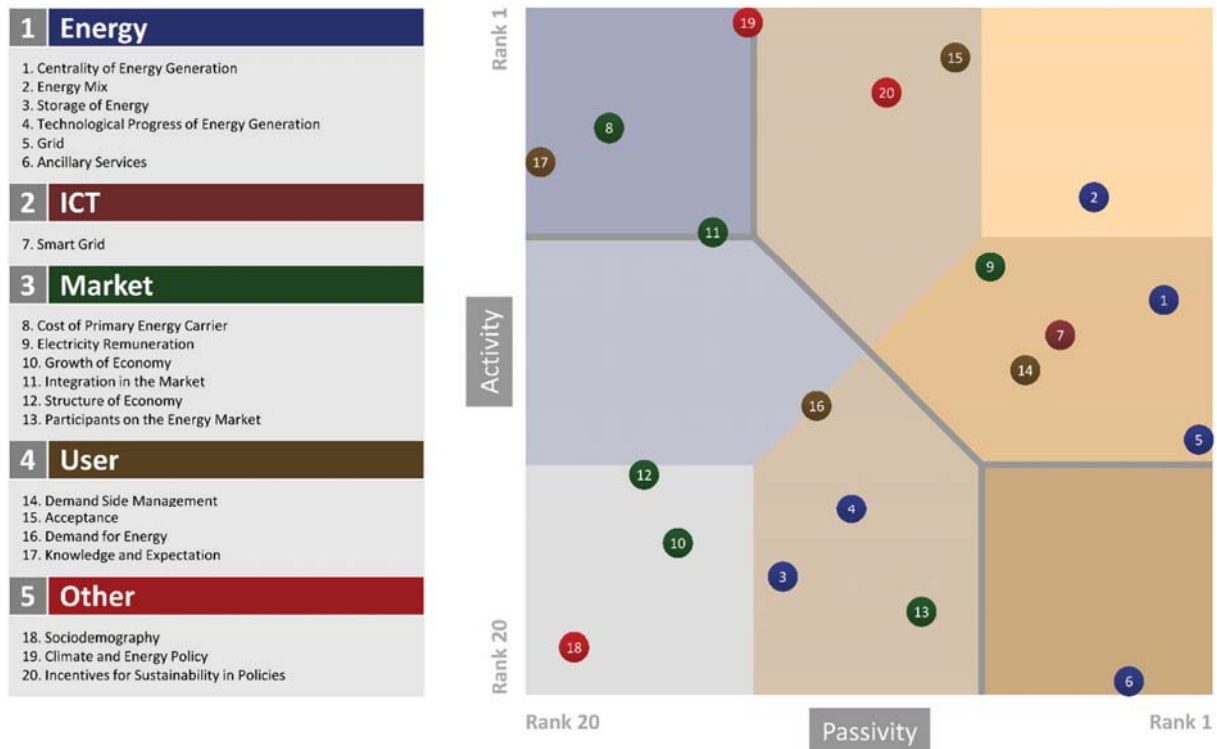 1 Energy
1. Centrality of Energy Generation
2. Energy Mix
3. Storage of Energy
4. Technological Progress of Energy Generation
5. Grid
6. Ancillary Services
2 ICT
7. Smart Grid
3 Market
8. Cost of Primary Energy Carrier
9. Electricity Remuneration
10. Growth of Economy
11. Integration in the Market
12. Structure of Economy
13. Participants on the Energy Market
4 User
14. Demand Side Management
15. Acceptance
16. Demand for Energy
17. Knowledge and Expectation
5 Other
18. Sociodemography
19. Climate and Energy Policy
20. Incentives for Sustainability in Policies
Rank 1
Activity
Rank 20
19
15
20
8
17
2
11
9
1
7
14
16
5
12
4
10
3
13
18
6
Rank 20
Passivity
Rank 1